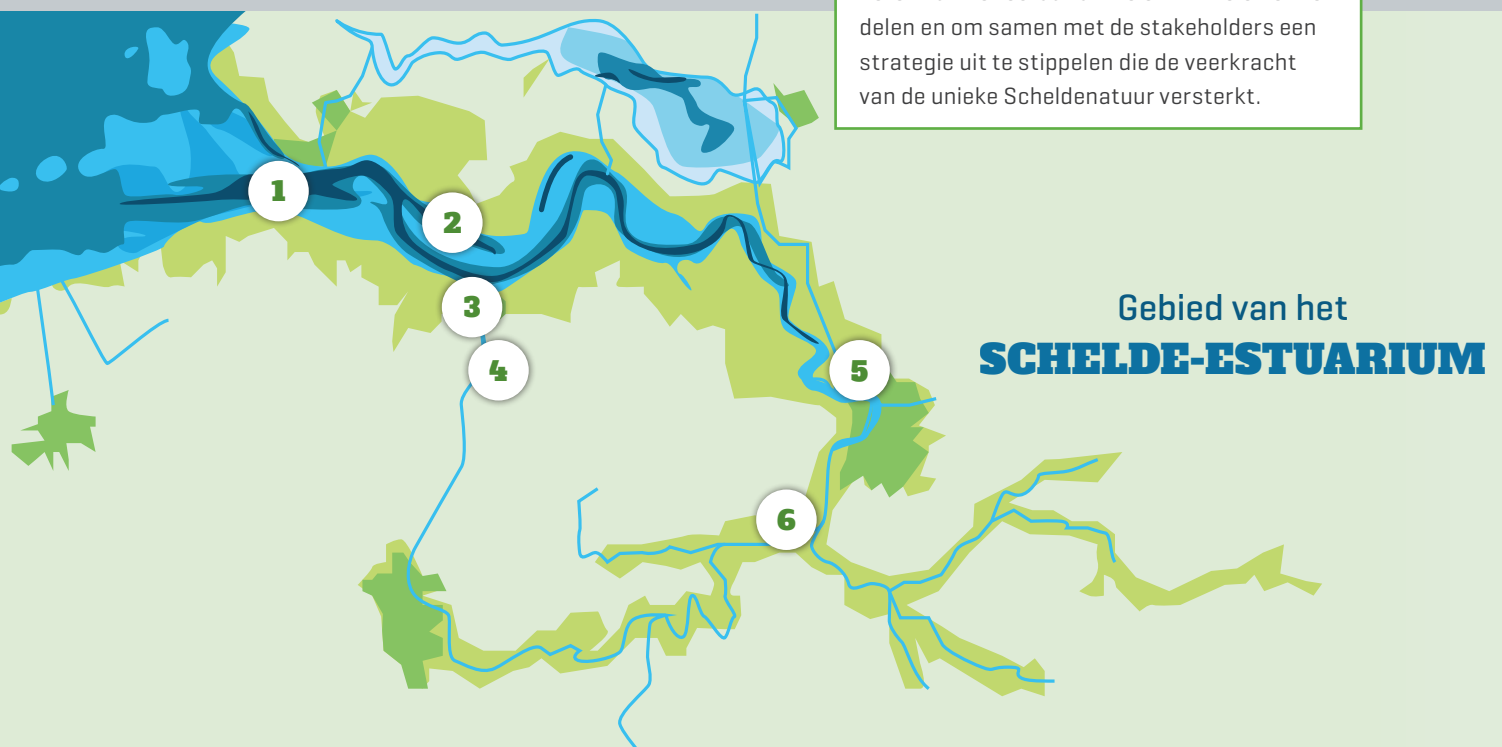 delen en om samen met de stakeholders een
strategie uit te stippelen die de veerkracht
van de unieke Scheldenatuur versterkt.
1
2
3
4
5
6
Gebied van het
SCHELDE-ESTUARIUM